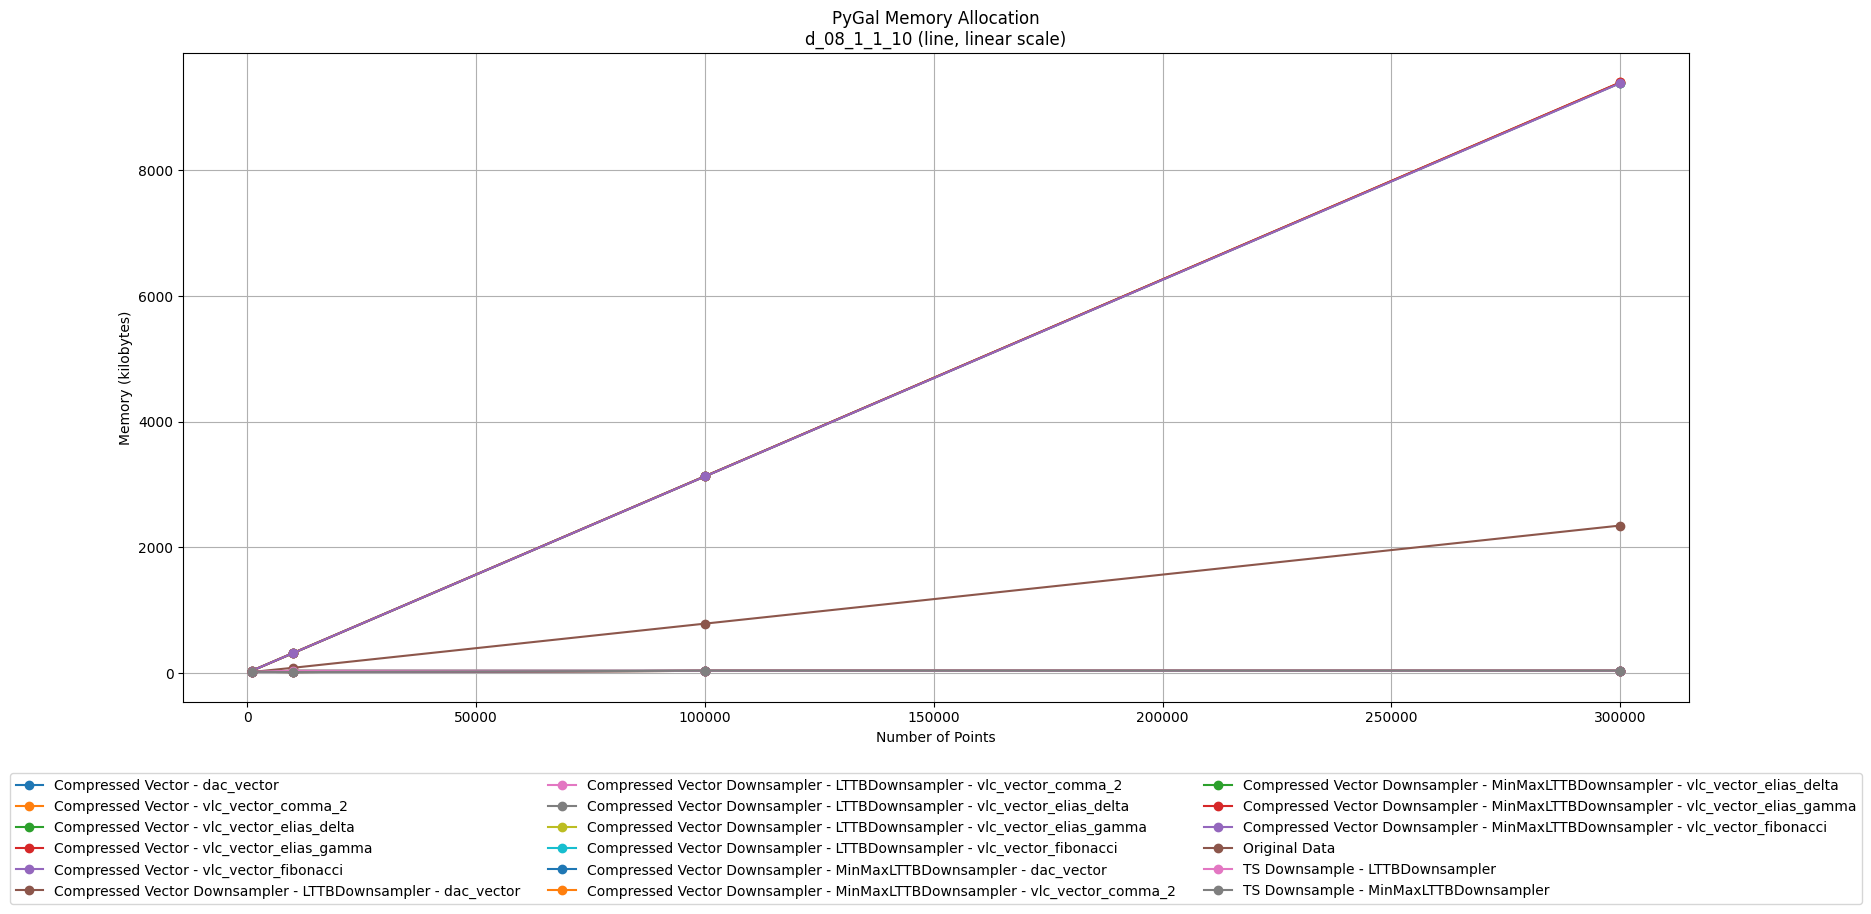 PyGal Memory Allocation
d_08_1_1_10 (line, linear scale)
Memory (kilobytes)
8000
6000
4000
2000
0
0
50000
100000
150000
200000
250000
300000
Number of Points
Compressed Vector - dac_vector
Compressed Vector - vlc_vector_comma_2
Compressed Vector - vlc_vector_elias_delta
Compressed Vector - vlc_vector_elias_gamma
Compressed Vector - vlc_vector_fibonacci
Compressed Vector Downsampler - LTTBDownsampler - dac_vector
Compressed Vector Downsampler - LTTBDownsampler - vlc_vector_comma_2
Compressed Vector Downsampler - LTTBDownsampler - vlc_vector_elias_delta
Compressed Vector Downsampler - LTTBDownsampler - vlc_vector_elias_gamma
Compressed Vector Downsampler - LTTBDownsampler - vlc_vector_fibonacci
Compressed Vector Downsampler - MinMaxLTTBDownsampler - dac_vector
Compressed Vector Downsampler - MinMaxLTTBDownsampler - vlc_vector_comma_2
Compressed Vector Downsampler - MinMaxLTTBDownsampler - vlc_vector_elias_delta
Compressed Vector Downsampler - MinMaxLTTBDownsampler - vlc_vector_elias_gamma
Compressed Vector Downsampler - MinMaxLTTBDownsampler - vlc_vector_fibonacci
Original Data
TS Downsample - LTTBDownsampler
TS Downsample - MinMaxLTTBDownsampler